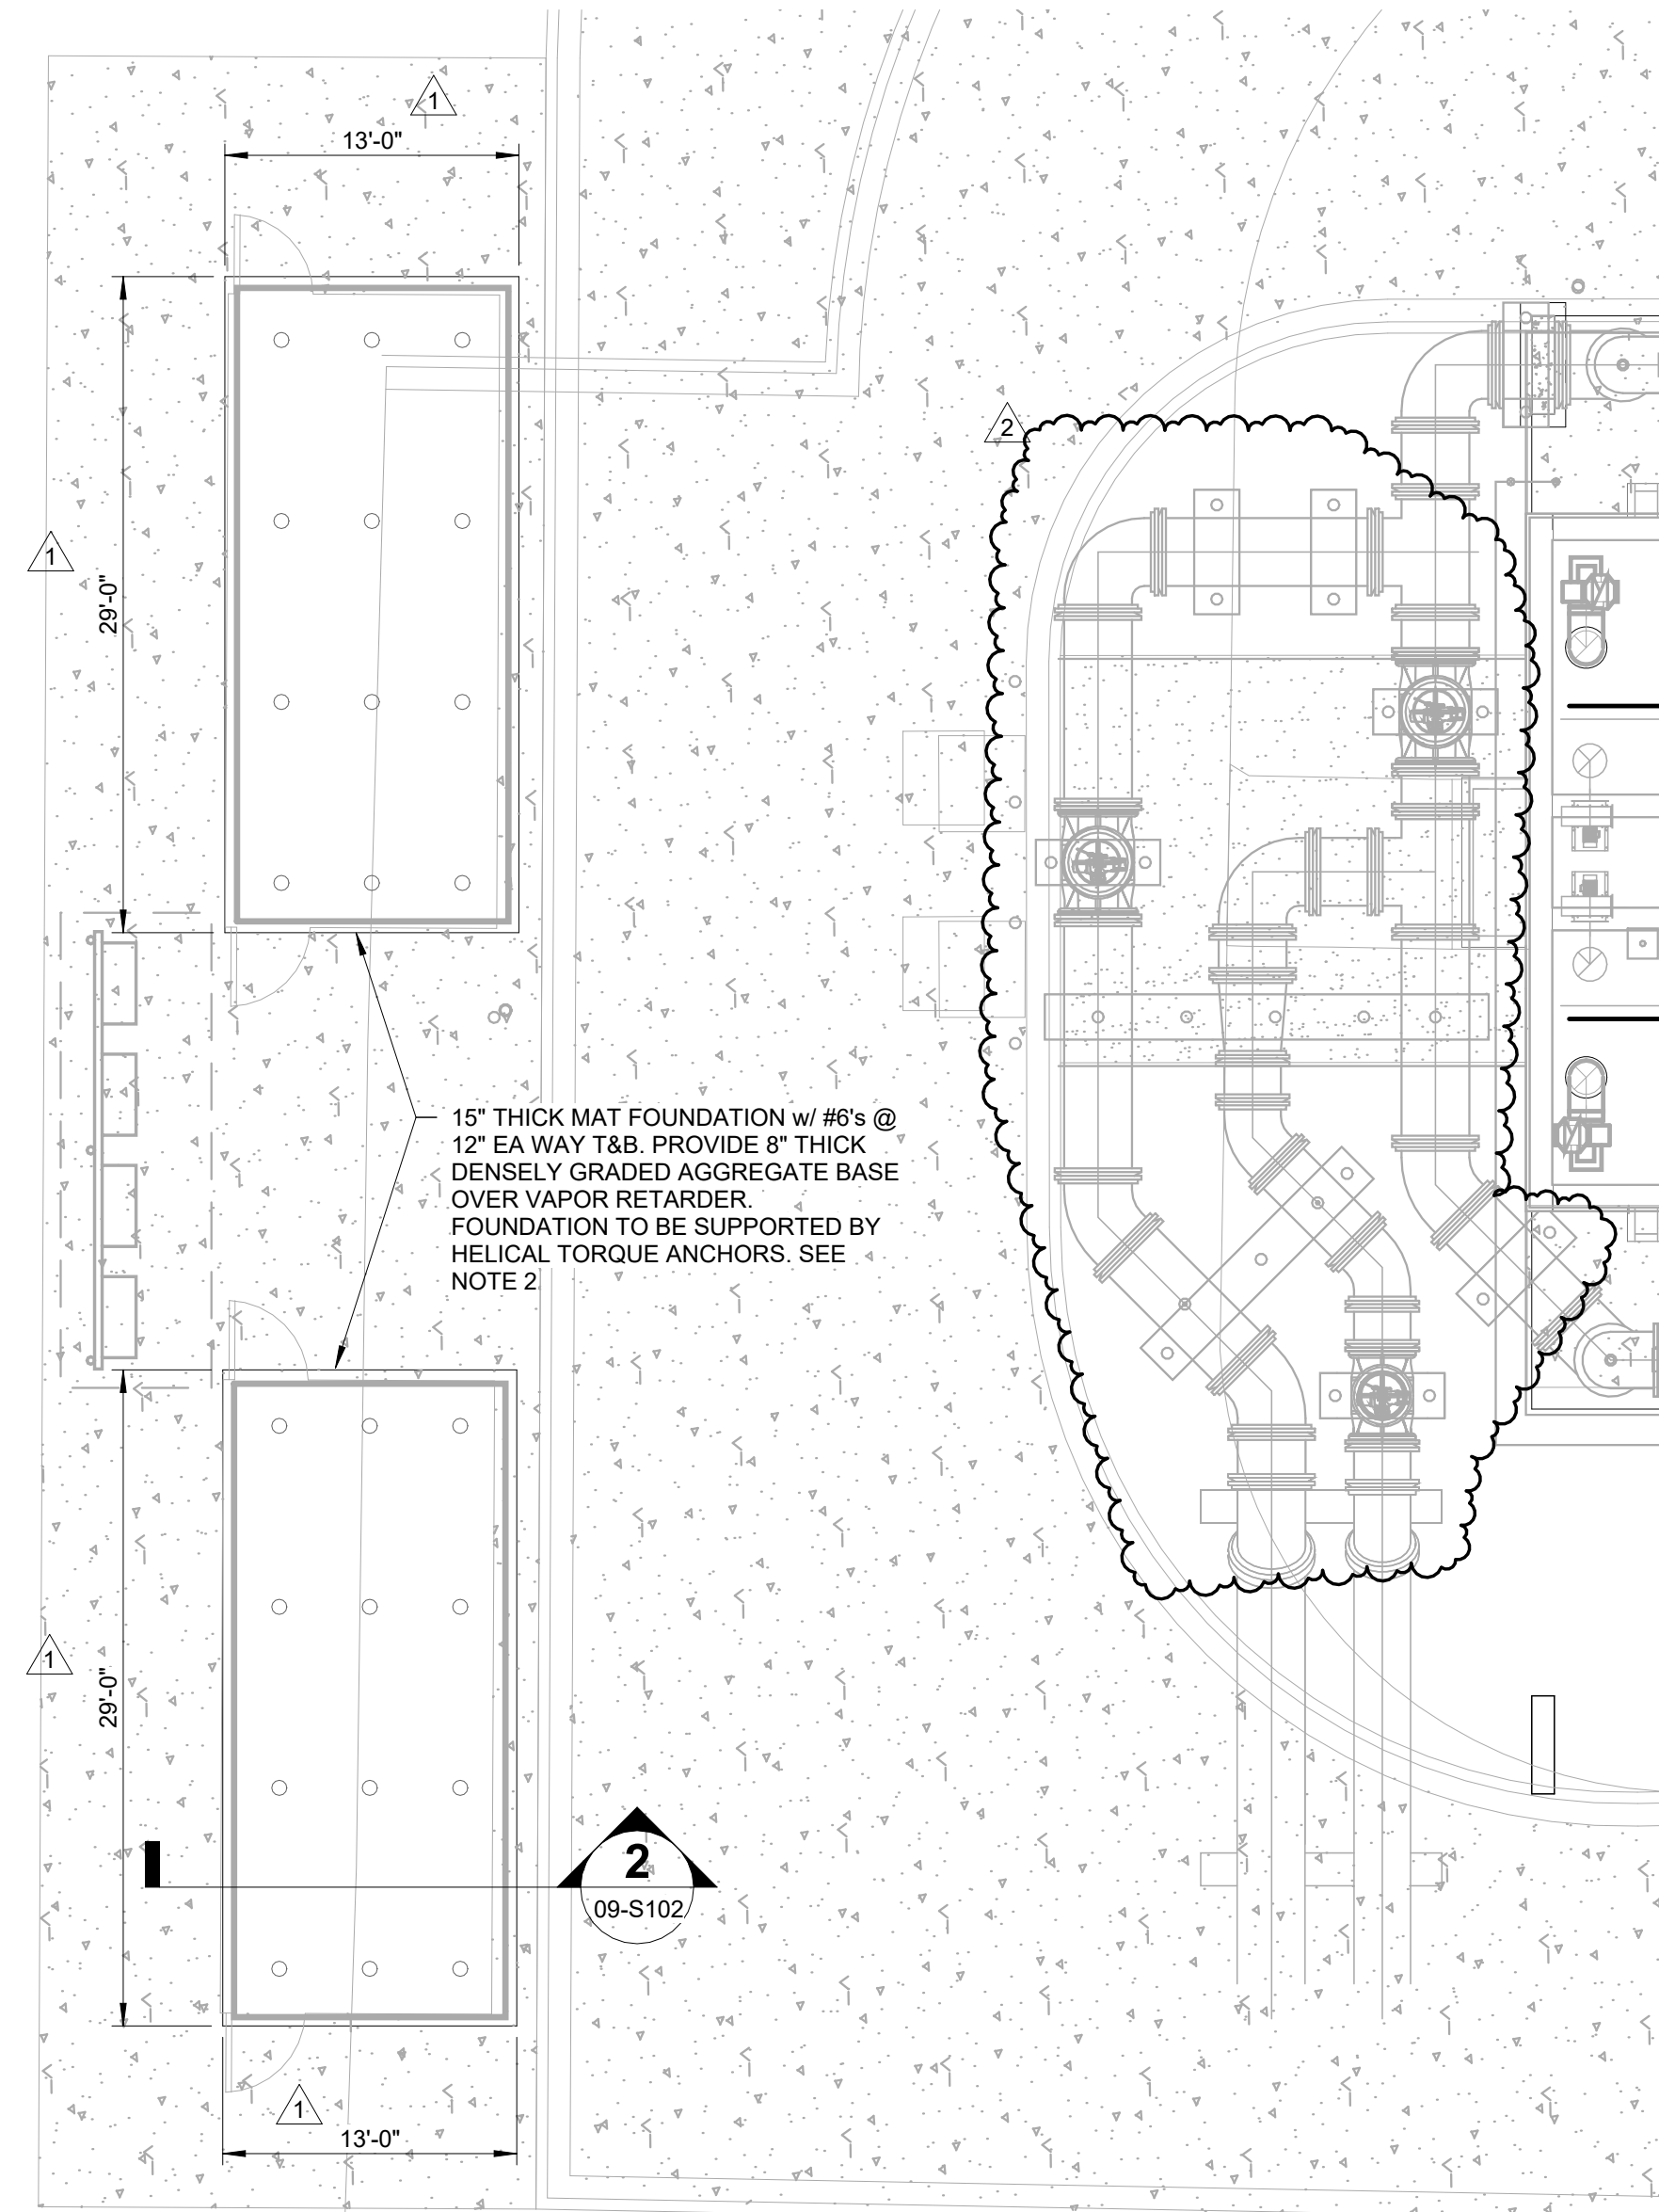 1
13'-0"
2
1
29'-0"
15" THICK MAT FOUNDATION w/ #6's @
12" EA WAY T&B. PROVIDE 8" THICK
DENSELY GRADED AGGREGATE BASE
OVER VAPOR RETARDER.
FOUNDATION TO BE SUPPORTED BY
HELICAL TORQUE ANCHORS. SEE
NOTE 2.
1
29'-0"
2
09-S102
1
13'-0"